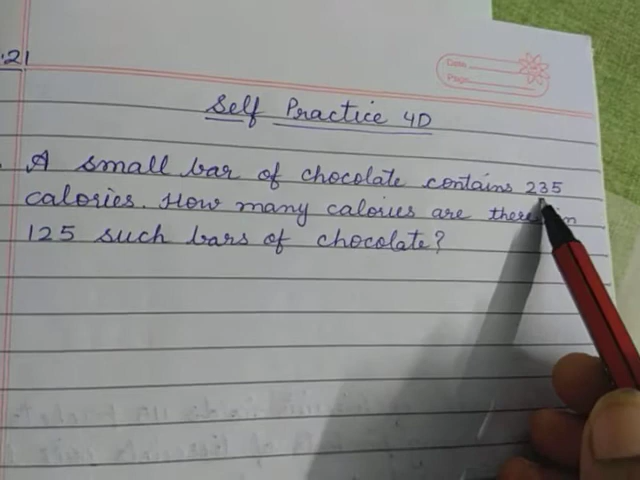 .21
Date
Page
Self Practice 4D
A small bar of chocolate contains 235
calories. How many calories are there in
125 such bars of chocolate?